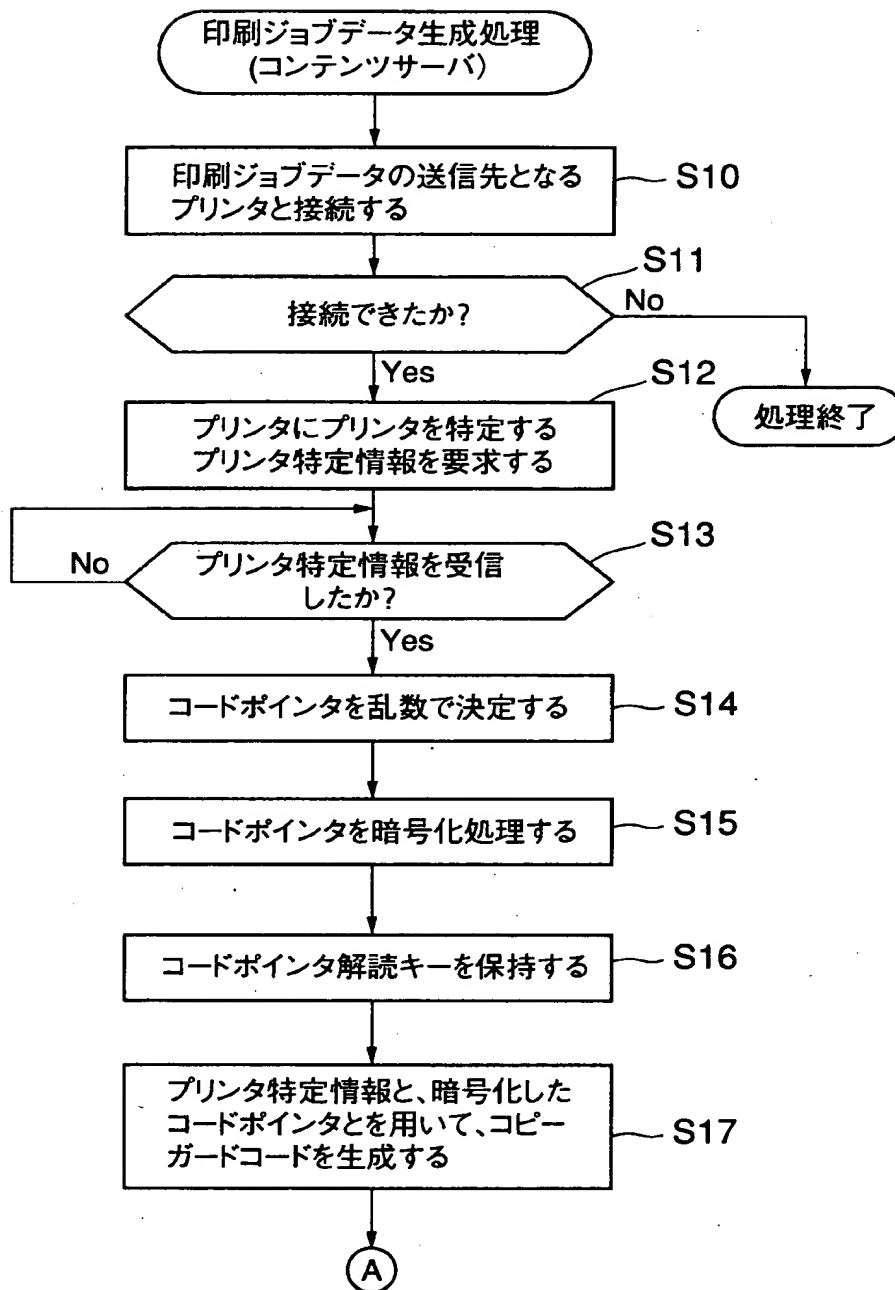 印刷ジョブデータ生成処理
(コンテンツサーバ)
印刷ジョブデータの送信先となる
プリンタと接続する
S10
S11
接続できたか?
No
Yes
S12
処理終了
プリンタにプリンタを特定する
プリンタ特定情報を要求する
S13
No
プリンタ特定情報を受信
したか?
Yes
コードポインタを乱数で決定する
S14
コードポインタを暗号化処理する
S15
コードポインタ解読キーを保持する
S16
プリンタ特定情報と、暗号化した
コードポインタとを用いて、コピー
ガードコードを生成する
S17
A